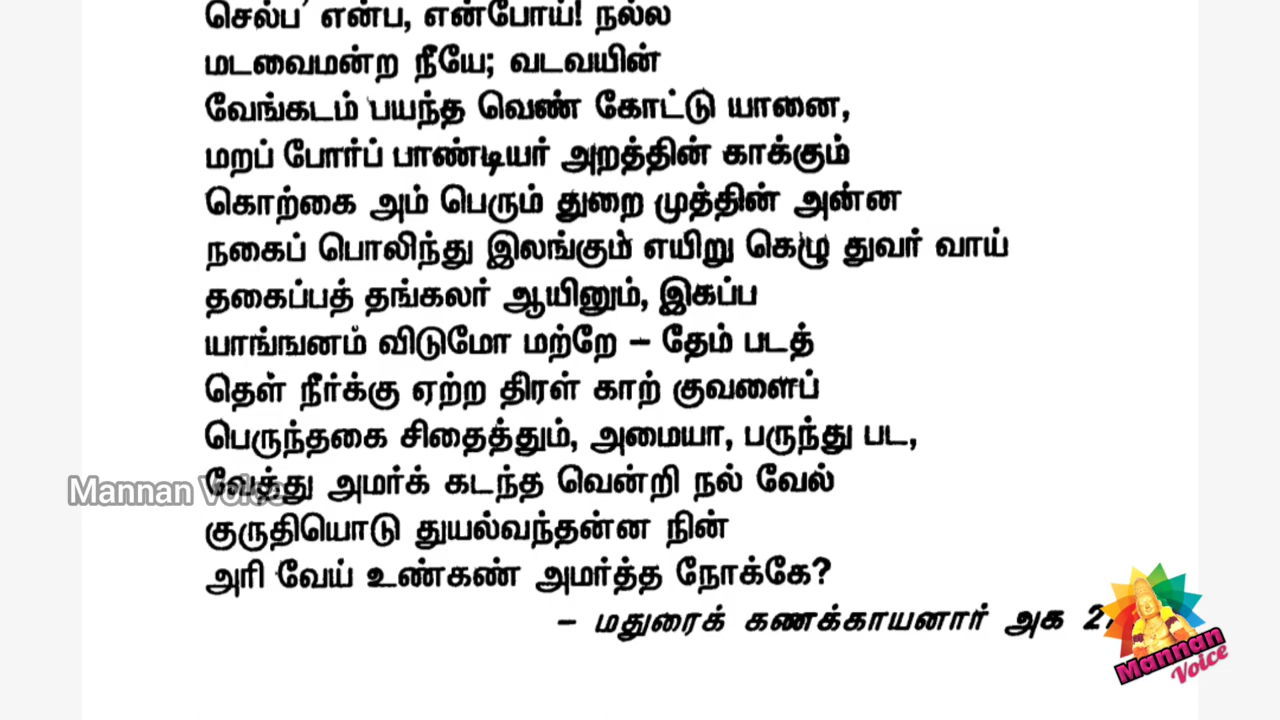 செல்ப' என்ப, என்போய்! நல்ல
மடவைமன்ற நீயே; வடவயின்
வேங்கடம் பயந்த வெண் கோட்டு யானை,
மறப் போர்ப் பாண்டியர் அறத்தின் காக்கும்
கொற்கை அம் பெரும் துறை முத்தின் அன்ன
நகைப் பொலிந்து இலங்கும் எயிறு கெழு துவர் வாய்
தகைப்பத் தங்கலர் ஆயினும், இகப்ப
யாங்ஙனம் விடுமோ மற்றே – தேம் படத்
தெள் நீர்க்கு ஏற்ற திரள் காற் குவளைப்
பெருந்தகை சிதைத்தும், அமையா, பருந்து பட,
வேத்து அமர்க் கடந்த வென்றி நல் வேல்
Mannan Voice
குருதியொடு துயல்வந்தன்ன நின்
அரி வேய் உண்கண் அமர்த்த நோக்கே?
– மதுரைக் கணக்காயனார் அக
Mannan
Voice